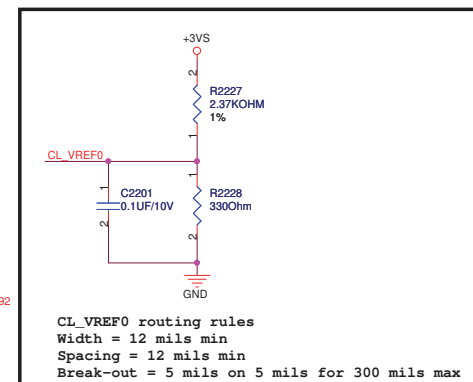 +3VS
2
R2227
2.37KOHM
1%
1
CL_VREF0
1
C2201
0.1UF/10V
2
1
R2228
330Ohm
2
GND
92
CL_VREF0 routing rules
Width = 12 mils min
Spacing = 12 mils min
Break-out = 5 mils on 5 mils for 300 mils max